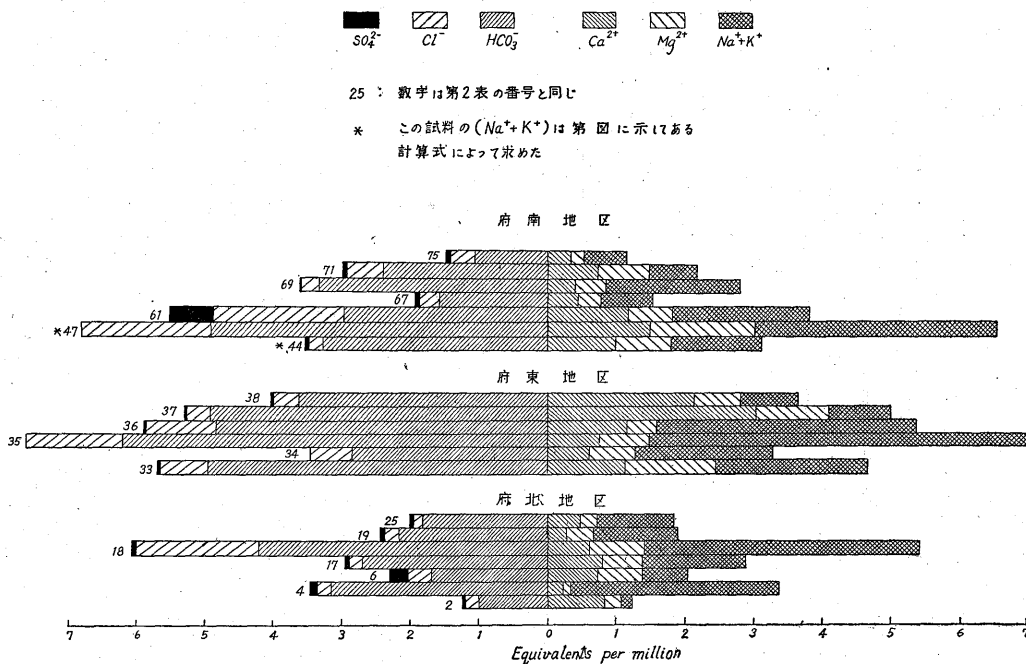 SO₄²⁻ Cl⁻ HCO₃⁻ Ca²⁺ Mg²⁺ Na⁺+K⁺
25 : 数字は第2表の番号と同じ
* この試料の(Na⁺+K⁺)は第 図に示してある
計算式によって求めた
府南地区
75
71
69
67
61
*47
*44
府東地区
38
37
36
35
34
33
府北地区
25
19
18
17
6
4
2
7 6 5 4 3 2 1 0 1 2 3 4 5 6 7
Equivalents per million